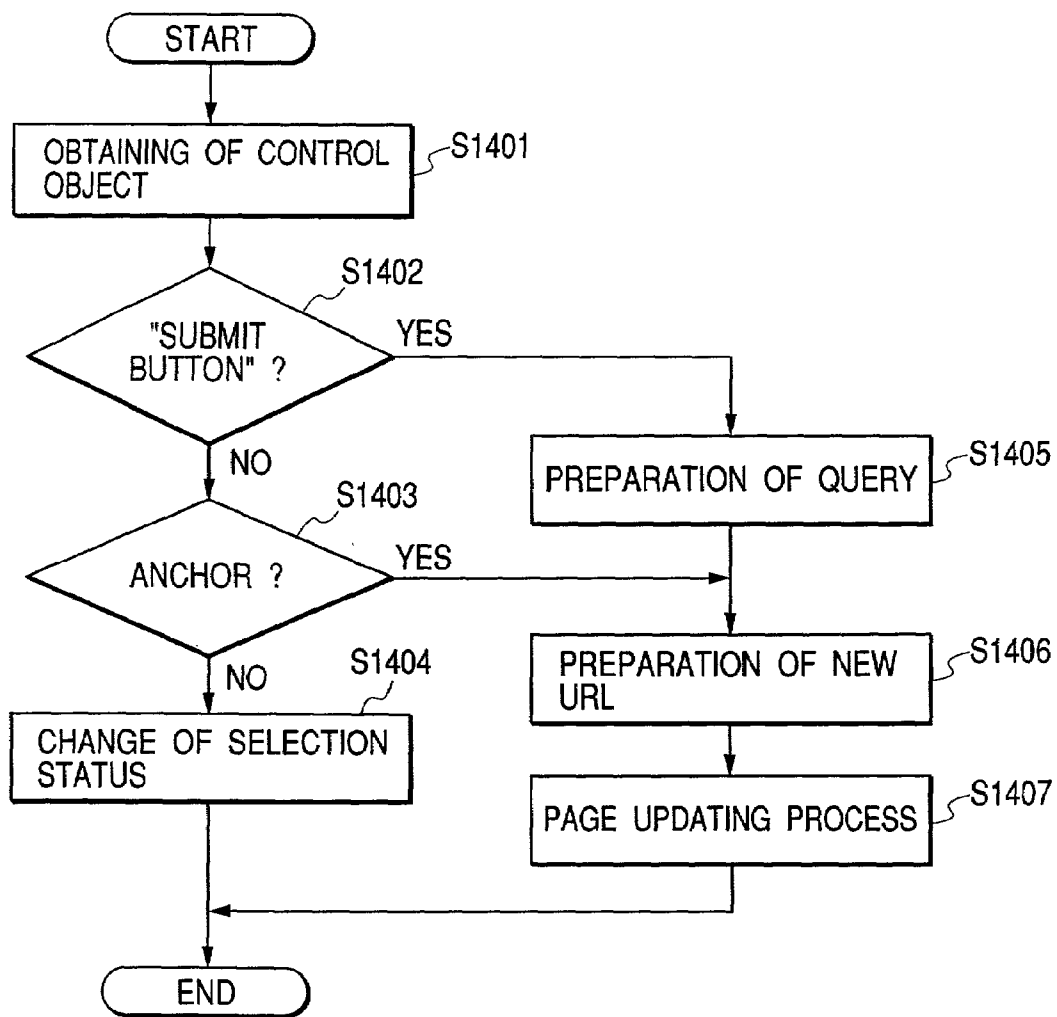 START
OBTAINING OF CONTROL
OBJECT
S1401
S1402
"SUBMIT
BUTTON" ?
YES
NO
S1405
PREPARATION OF QUERY
S1403
ANCHOR ?
YES
NO
S1406
PREPARATION OF NEW
URL
S1404
CHANGE OF SELECTION
STATUS
S1407
PAGE UPDATING PROCESS
END